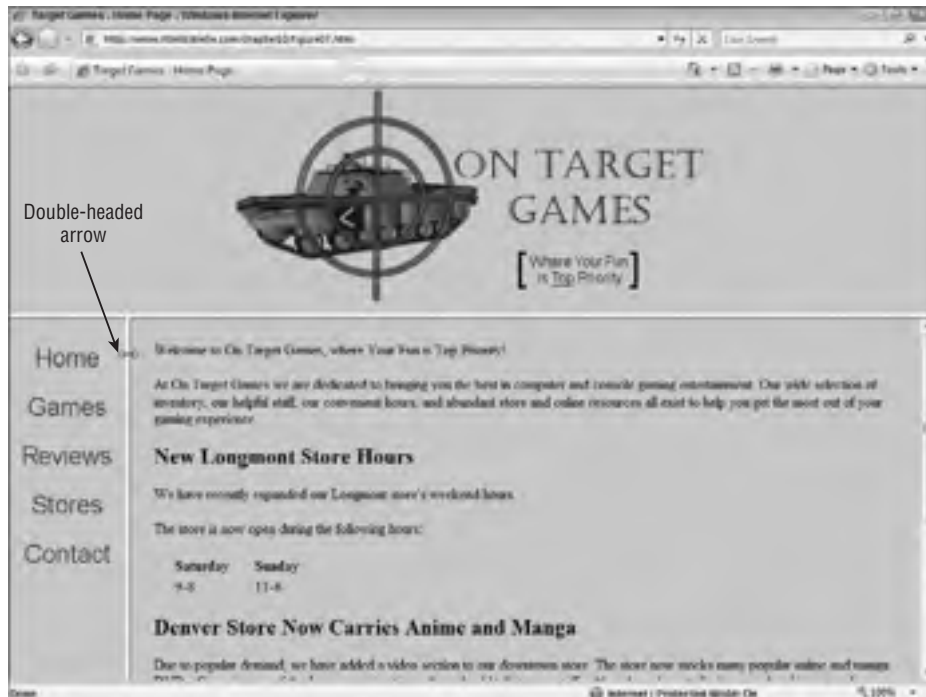 Target Games : Home Page - Windows Internet Explorer
Target Games : Home Page
Page
Tools
ON TARGET
GAMES
Where Your Fun
is Top Priority
Double-headed
arrow
Home
Games
Reviews
Stores
Contact
Welcome to On Target Games, where Your Fun is Top Priority!
At On Target Games we are dedicated to bringing you the best in computer and console gaming entertainment. Our wide selection of
inventory, our helpful staff, our convenient hours, and abundant store and online resources all exist to help you get the most out of your
gaming experience.
New Longmont Store Hours
We have recently expanded our Longmont store's weekend hours.
The store is now open during the following hours:
Saturday Sunday
9-8 11-6
Denver Store Now Carries Anime and Manga
Due to popular demand, we have added a video section to our downtown store. The store now stocks many popular anime and manga
Done
Internet | Protected Mode: On
100%